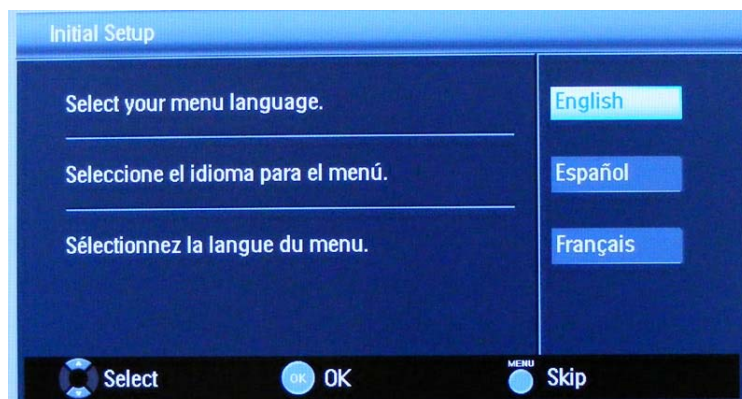 Initial Setup
Select your menu language.
English
Seleccione el idioma para el menú.
Español
Sélectionnez la langue du menu.
Français
Select
OK OK
MENU Skip